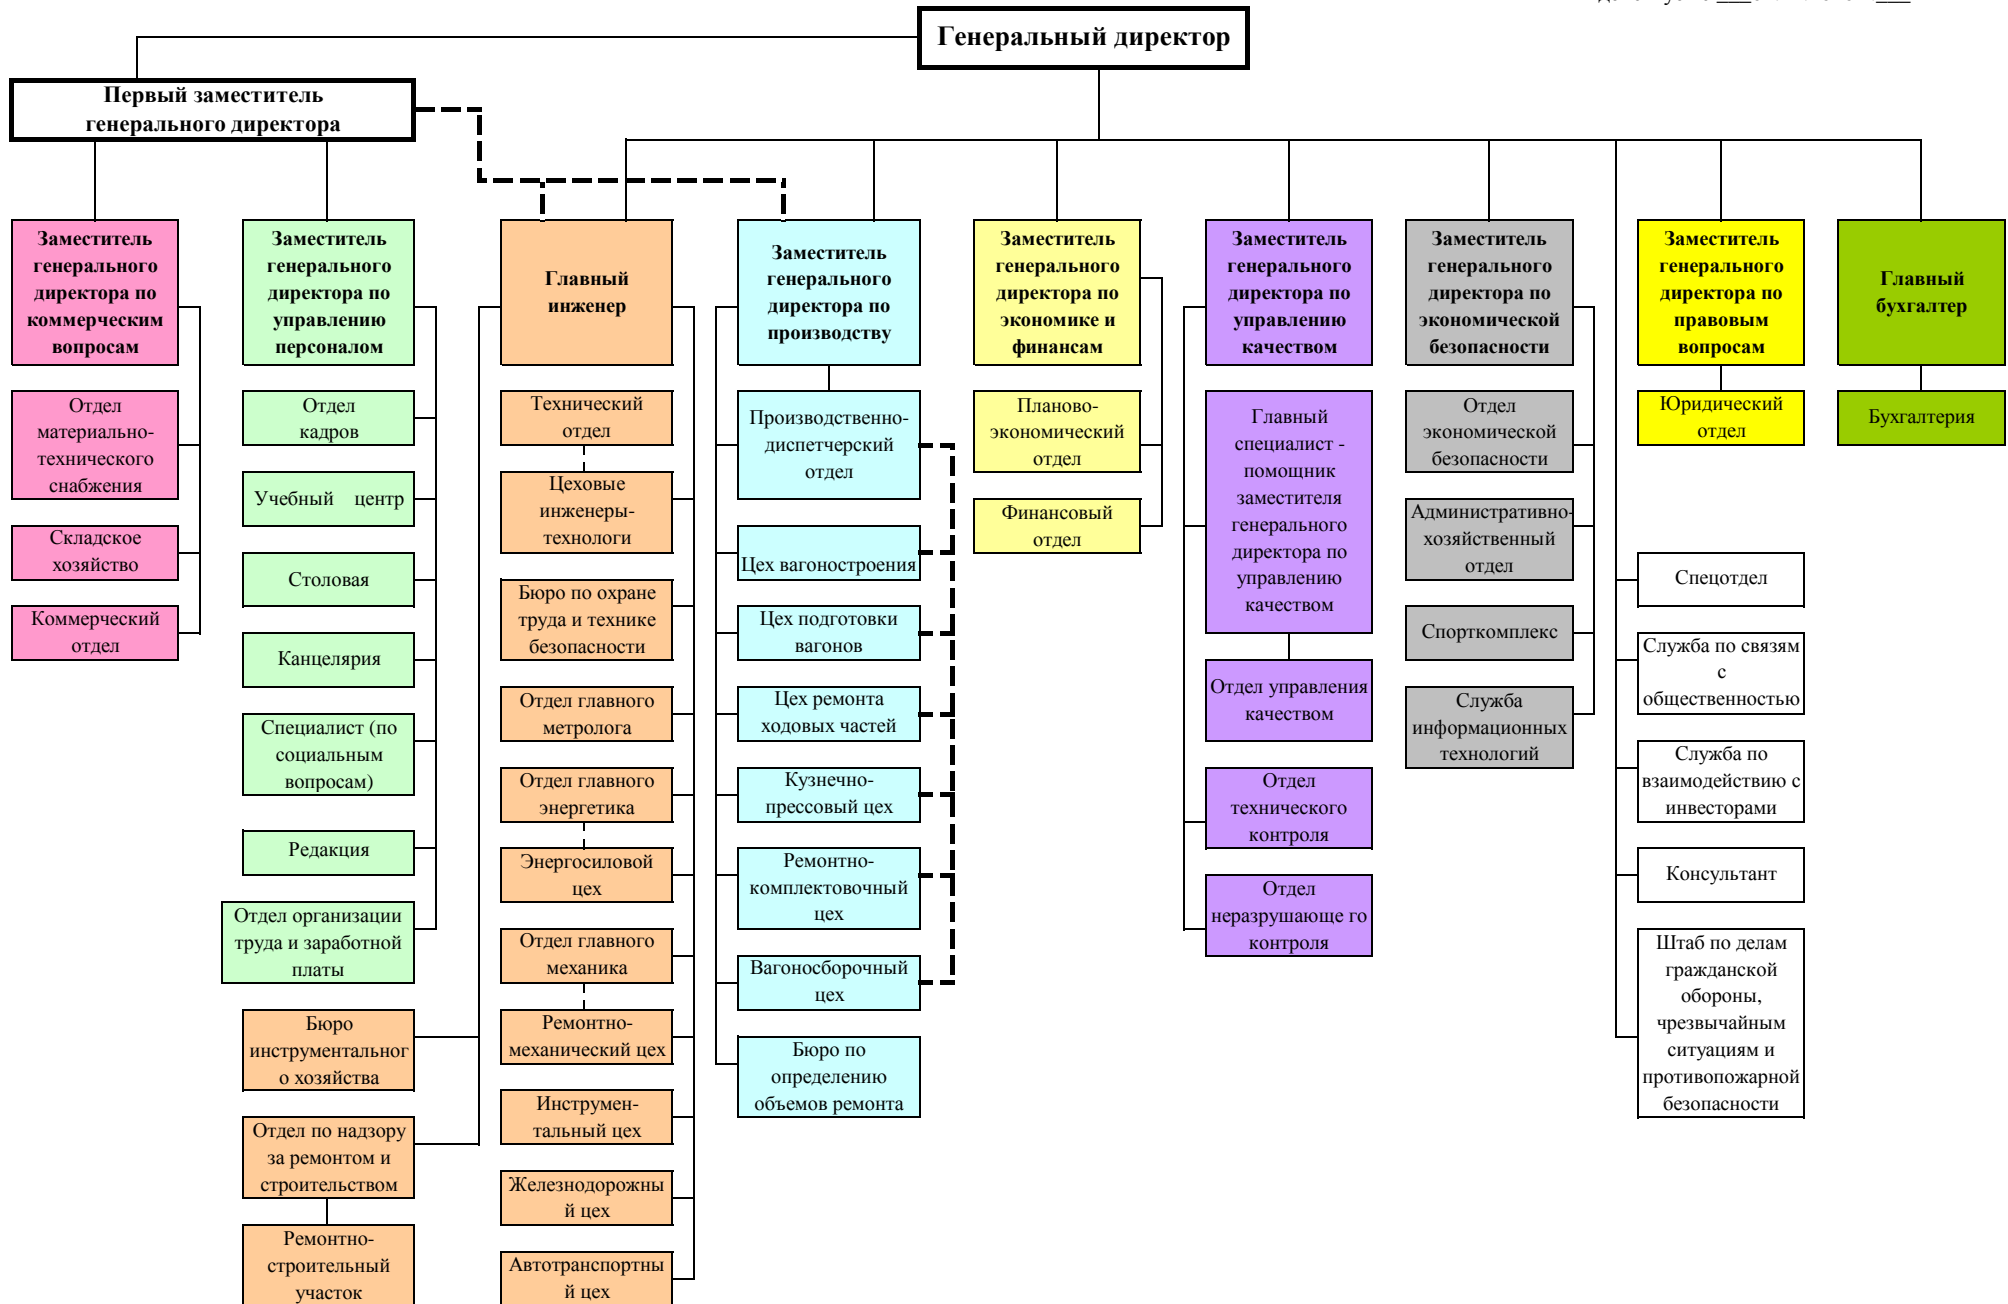 Генеральный директор
Первый заместитель
генерального директора
Заместитель
генерального
директора по
коммерческим
вопросам
Заместитель
генерального
директора по
управлению
персоналом
Главный
инженер
Заместитель
генерального
директора по
производству
Заместитель
генерального
директора по
экономике и
финансам
Заместитель
генерального
директора по
управлению
качеством
Заместитель
генерального
директора по
экономической
безопасности
Заместитель
генерального
директора по
правовым
вопросам
Главный
бухгалтер
Отдел
материально-
технического
снабжения
Складское
хозяйство
Коммерческий
отдел
Отдел
кадров
Учебный центр
Столовая
Канцелярия
Специалист (по
социальным
вопросам)
Редакция
Отдел организации
труда и заработной
платы
Бюро
инструментальног
о хозяйства
Отдел по надзору
за ремонтом и
строительством
Ремонтно-
строительный
участок
Технический
отдел
Цеховые
инженеры-
технологи
Бюро по охране
труда и технике
безопасности
Отдел главного
метролога
Отдел главного
энергетика
Энергосиловой
цех
Отдел главного
механика
Ремонтно-
механический цех
Инструмен-
тальный цех
Железнодорожны
й цех
Автотранспортны
й цех
Производственно-
диспетчерский
отдел
Цех вагоностроения
Цех подготовки
вагонов
Цех ремонта
ходовых частей
Кузнечно-
прессовый цех
Ремонтно-
комплектовочный
цех
Вагоносборочный
цех
Бюро по
определению
объемов ремонта
Планово-
экономический
отдел
Финансовый
отдел
Главный
специалист -
помощник
заместителя
генерального
директора по
управлению
качеством
Отдел управления
качеством
Отдел
технического
контроля
Отдел
неразрушающе го
контроля
Отдел
экономической
безопасности
Административно-
хозяйственный
отдел
Спорткомплекс
Служба
информационных
технологий
Юридический
отдел
Спецотдел
Служба по связям
с
общественностью
Служба по
взаимодействию с
инвесторами
Консультант
Штаб по делам
гражданской
обороны,
чрезвычайным
ситуациям и
противопожарной
безопасности
Бухгалтерия